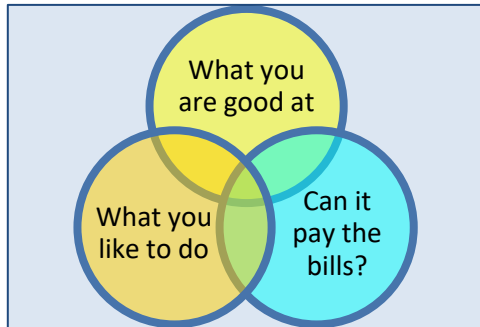 What you
are good at
What you
like to do
Can it
pay the
bills?